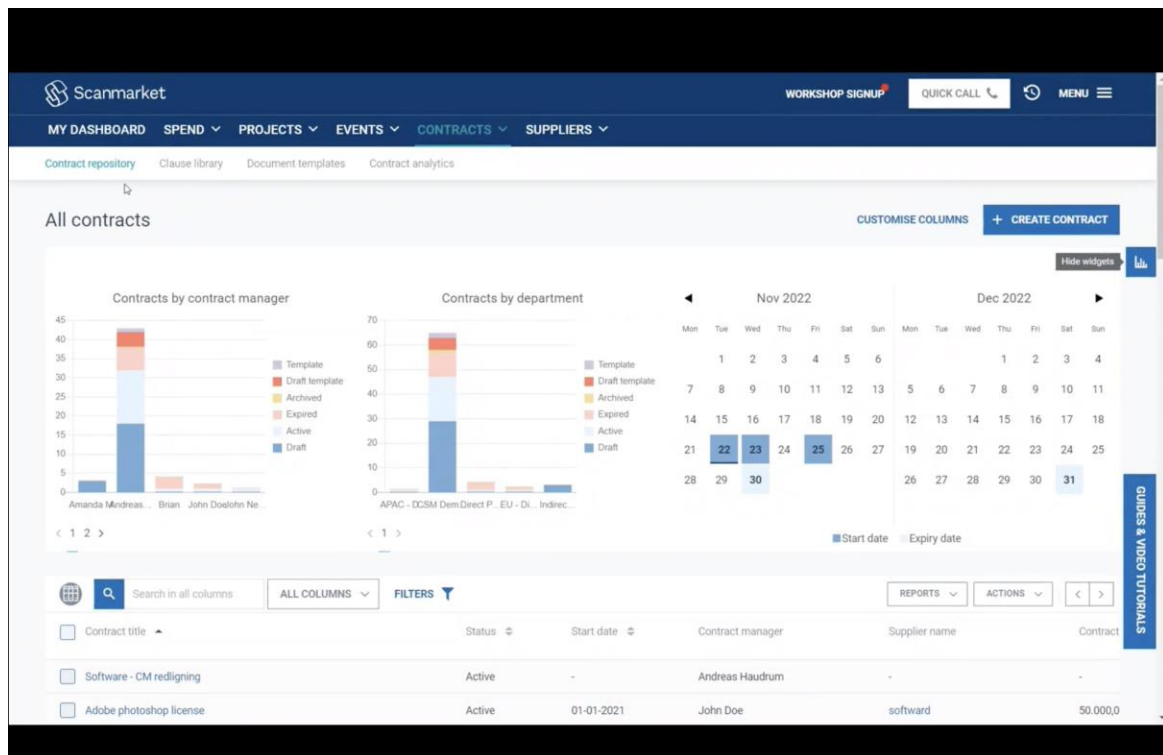 Scanmarket
WORKSHOP SIGNUP QUICK CALL MENU
MY DASHBOARD SPEND PROJECTS EVENTS CONTRACTS SUPPLIERS
Contract repository Clause library Document templates Contract analytics
All contracts
CUSTOMISE COLUMNS + CREATE CONTRACT
Hide widgets
Contracts by contract manager
45
40
35
30
25
20
15
10
5
0
Template
Draft template
Archived
Expired
Active
Draft
Amanda Andreas... Brian John Doe John Ne...
< 1 2 >
Contracts by department
70
60
50
40
30
20
10
0
Template
Draft template
Archived
Expired
Active
Draft
APAC - CSM Dem Direct P... EU - Di... Indirec...
< 1 >
Nov 2022
Mon Tue Wed Thu Fri Sat Sun
1 2 3 4 5 6
7 8 9 10 11 12 13
14 15 16 17 18 19 20
21 22 23 24 25 26 27
28 29 30
Dec 2022
Mon Tue Wed Thu Fri Sat Sun
1 2 3 4
5 6 7 8 9 10 11
12 13 14 15 16 17 18
19 20 21 22 23 24 25
26 27 28 29 30 31
Start date Expiry date
GUIDES & VIDEO TUTORIALS
Search in all columns ALL COLUMNS FILTERS REPORTS ACTIONS < >
Contract title Status Start date Contract manager Supplier name Contract
Software - CM redligning Active - Andreas Haudrum - -
Adobe photoshop license Active 01-01-2021 John Doe softward 50.000,0